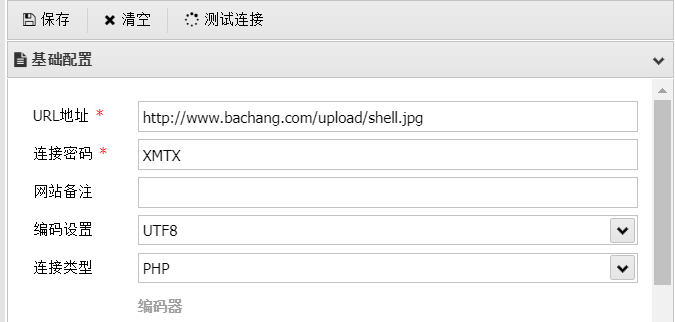 保存 清空 测试连接
基础配置
URL地址 * http://www.bachang.com/upload/shell.jpg
连接密码 * XMTX
网站备注
编码设置 UTF8
连接类型 PHP
编码器